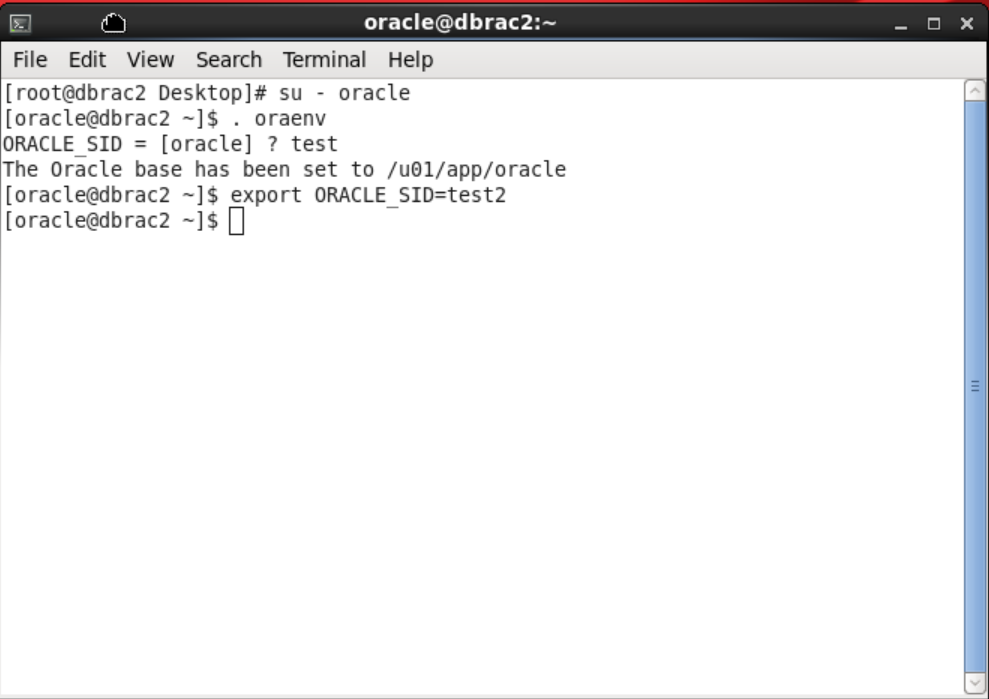 oracle@dbrac2:~
File Edit View Search Terminal Help
[root@dbrac2 Desktop]# su - oracle
[oracle@dbrac2 ~]$ . oraenv
ORACLE_SID = [oracle] ? test
The Oracle base has been set to /u01/app/oracle
[oracle@dbrac2 ~]$ export ORACLE_SID=test2
[oracle@dbrac2 ~]$